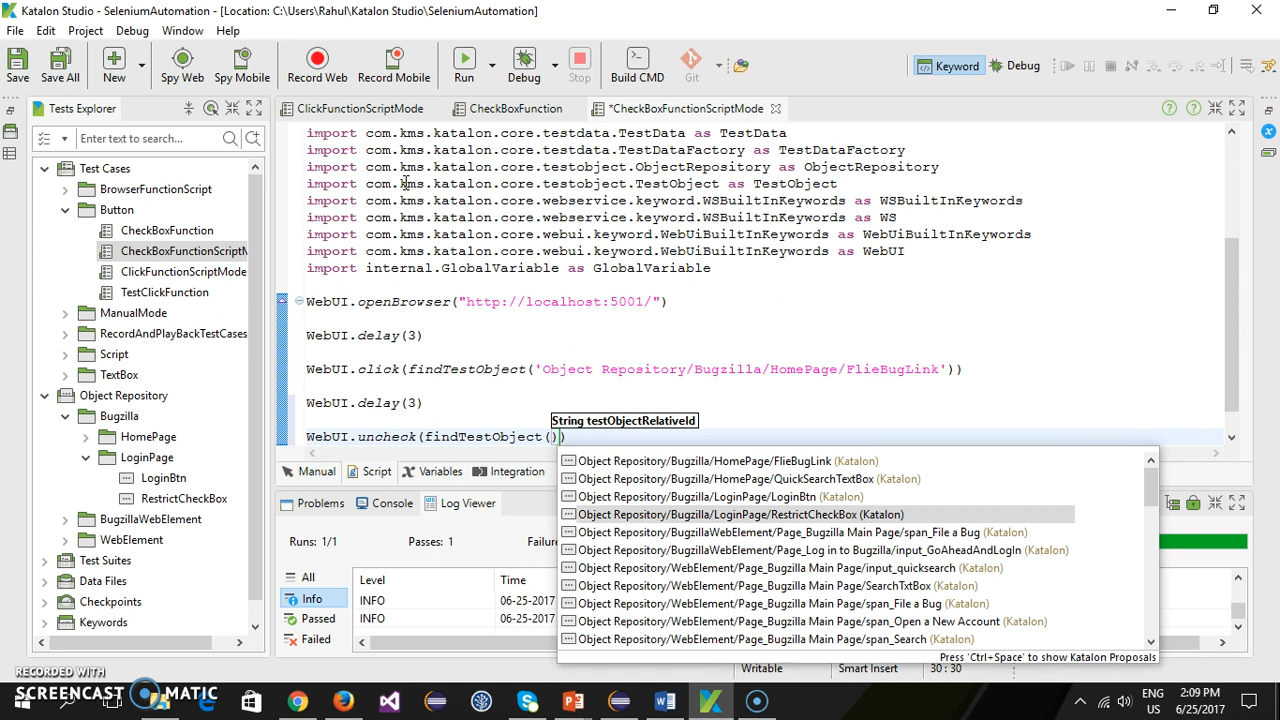 Katalon Studio - SeleniumAutomation - [Location: C:\Users\Rahul\Katalon Studio\SeleniumAutomation]
File Edit Project Debug Window Help
Save Save All New Spy Web Spy Mobile Record Web Record Mobile Run Debug Stop Build CMD Git Keyword Debug
Tests Explorer ClickFunctionScriptMode CheckBoxFunction *CheckBoxFunctionScriptMode
Enter text to search...
import com.kms.katalon.core.testdata.TestData as TestData
import com.kms.katalon.core.testdata.TestDataFactory as TestDataFactory
import com.kms.katalon.core.testobject.ObjectRepository as ObjectRepository
import com.kms.katalon.core.testobject.TestObject as TestObject
import com.kms.katalon.core.webservice.keyword.WSBuiltInKeywords as WSBuiltInKeywords
import com.kms.katalon.core.webservice.keyword.WSBuiltInKeywords as WS
import com.kms.katalon.core.webui.keyword.WebUiBuiltInKeywords as WebUiBuiltInKeywords
import com.kms.katalon.core.webui.keyword.WebUiBuiltInKeywords as WebUI
import internal.GlobalVariable as GlobalVariable
WebUI.openBrowser("http://localhost:5001/")
WebUI.delay(3)
WebUI.click(findTestObject('Object Repository/Bugzilla/HomePage/FlieBugLink'))
WebUI.delay(3)
String testObjectRelativeId
WebUI.uncheck(findTestObject())
Test Cases
BrowserFunctionScript
Button
CheckBoxFunction
CheckBoxFunctionScriptM
ClickFunctionScriptMode
TestClickFunction
ManualMode
RecordAndPlayBackTestCases
Script
TextBox
Object Repository
Bugzilla
HomePage
LoginPage
LoginBtn
RestrictCheckBox
BugzillaWebElement
WebElement
Test Suites
Data Files
Checkpoints
Keywords
Object Repository/Bugzilla/HomePage/FlieBugLink (Katalon)
Object Repository/Bugzilla/HomePage/QuickSearchTextBox (Katalon)
Object Repository/Bugzilla/LoginPage/LoginBtn (Katalon)
Object Repository/Bugzilla/LoginPage/RestrictCheckBox (Katalon)
Object Repository/BugzillaWebElement/Page_Bugzilla Main Page/span_File a Bug (Katalon)
Object Repository/BugzillaWebElement/Page_Log in to Bugzilla/input_GoAheadAndLogIn (Katalon)
Object Repository/WebElement/Page_Bugzilla Main Page/input_quicksearch (Katalon)
Object Repository/WebElement/Page_Bugzilla Main Page/SearchTxtBox (Katalon)
Object Repository/WebElement/Page_Bugzilla Main Page/span_File a Bug (Katalon)
Object Repository/WebElement/Page_Bugzilla Main Page/span_Open a New Account (Katalon)
Object Repository/WebElement/Page_Bugzilla Main Page/span_Search (Katalon)
Press 'Ctrl+Space' to show Katalon Proposals
Manual Script Variables Integration
Problems Console Log Viewer
Runs: 1/1 Passes: 1 Failure
All
Info
Passed
Failed
Level Time
INFO 06-25-2017
INFO 06-25-2017
Writable Smart Insert 30 : 30
RECORDED WITH
SCREENCAST MATIC
ENG 2:09 PM
US 6/25/2017